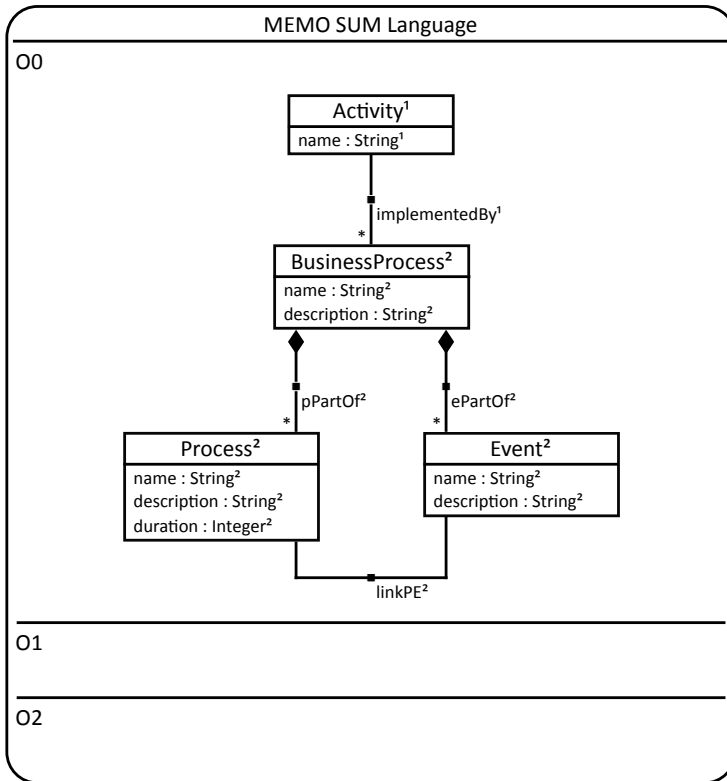 MEMO SUM Language
O0
Activity¹
name : String¹
implementedBy¹
*
BusinessProcess²
name : String²
description : String²
pPartOf²
ePartOf²
*
*
Process²
name : String²
description : String²
duration : Integer²
Event²
name : String²
description : String²
linkPE²
O1
O2